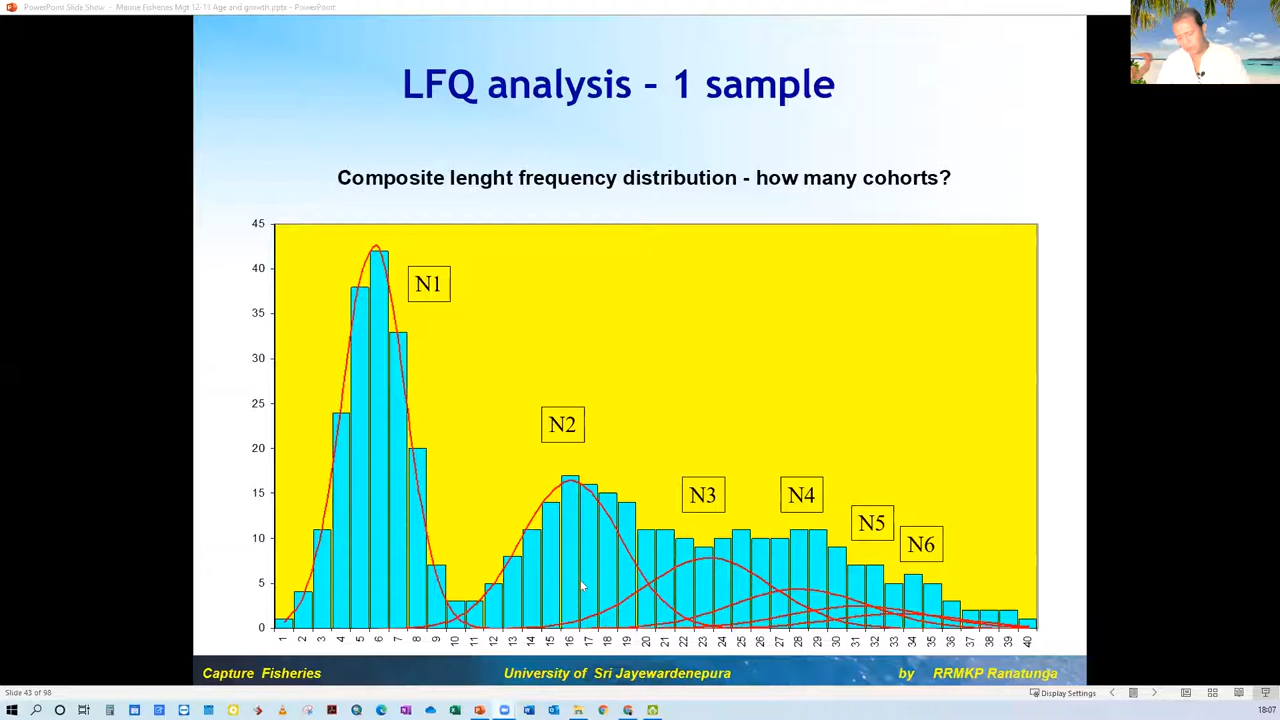 PowerPoint Slide Show - Marine Fisheries Mgt 12-13 Age and growth.pptx - PowerPoint
LFQ analysis - 1 sample
Composite lenght frequency distribution - how many cohorts?
45
40
35
30
25
20
15
10
5
0
N1
N2
N3
N4
N5
N6
1 2 3 4 5 6 7 8 9 10 11 12 13 14 15 16 17 18 19 20 21 22 23 24 25 26 27 28 29 30 31 32 33 34 35 36 37 38 39 40
Capture Fisheries University of Sri Jayewardenepura by RRMKP Ranatunga
Slide 43 of 98 Display Settings
18:07